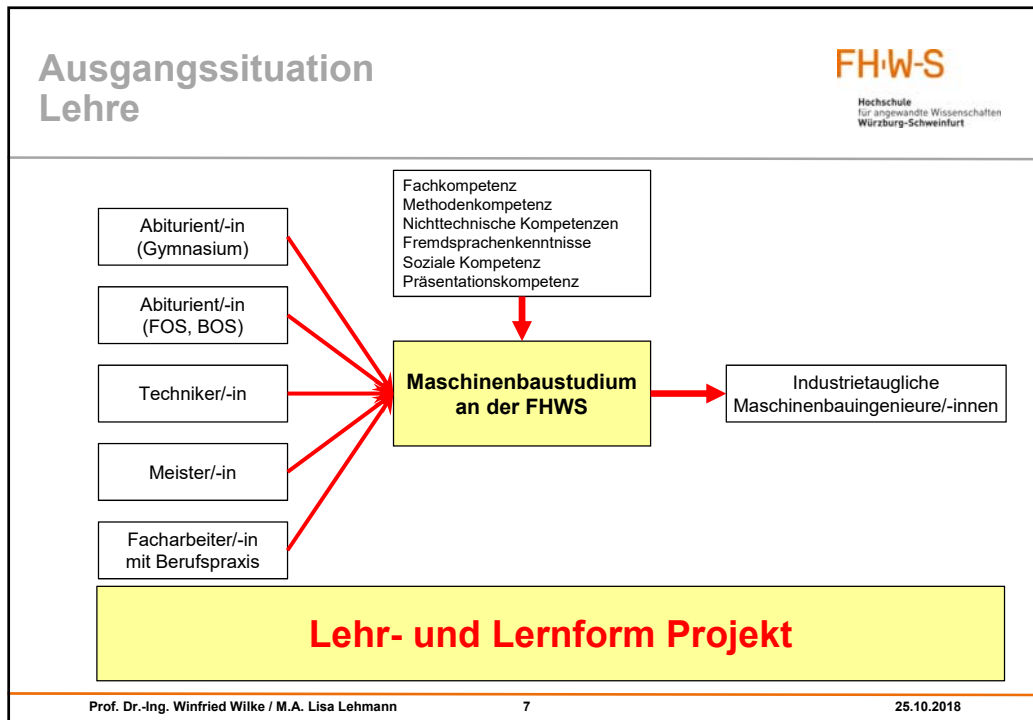 Ausgangssituation
Lehre
FH·W-S
Hochschule
für angewandte Wissenschaften
Würzburg-Schweinfurt
Abiturient/-in
(Gymnasium)
Abiturient/-in
(FOS, BOS)
Techniker/-in
Meister/-in
Facharbeiter/-in
mit Berufspraxis
Fachkompetenz
Methodenkompetenz
Nichttechnische Kompetenzen
Fremdsprachenkenntnisse
Soziale Kompetenz
Präsentationskompetenz
Maschinenbaustudium
an der FHWS
Industrietaugliche
Maschinenbauingenieure/-innen
Lehr- und Lernform Projekt
Prof. Dr.-Ing. Winfried Wilke / M.A. Lisa Lehmann 7 25.10.2018